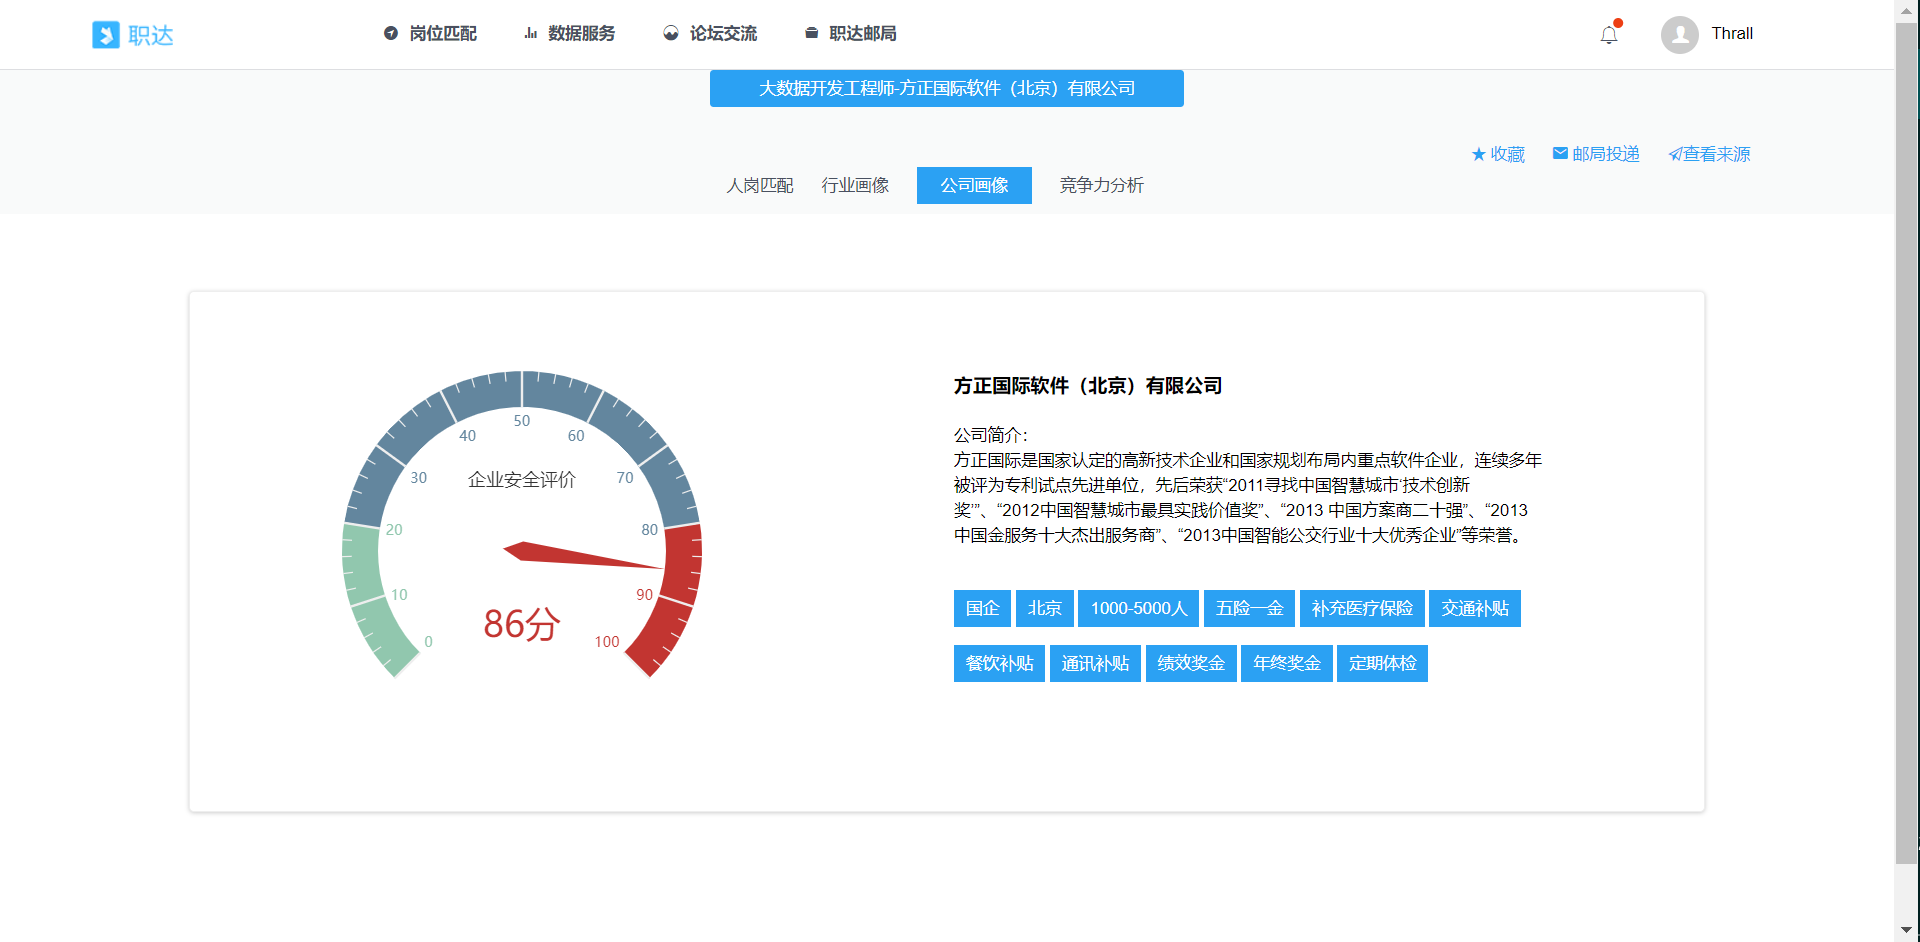 职达
岗位匹配
数据服务
论坛交流
职达邮局
Thrall
大数据开发工程师-方正国际软件（北京）有限公司
收藏
邮局投递
查看来源
人岗匹配
行业画像
公司画像
竞争力分析
0
10
20
30
40
50
60
70
80
90
100
企业安全评价
86分
方正国际软件（北京）有限公司
公司简介：
方正国际是国家认定的高新技术企业和国家规划布局内重点软件企业，连续多年
被评为专利试点先进单位，先后荣获“2011寻找中国智慧城市‘技术创新
奖’”、“2012中国智慧城市最具实践价值奖”、“2013 中国方案商二十强”、“2013
中国金服务十大杰出服务商”、“2013中国智能公交行业十大优秀企业”等荣誉。
国企
北京
1000-5000人
五险一金
补充医疗保险
交通补贴
餐饮补贴
通讯补贴
绩效奖金
年终奖金
定期体检